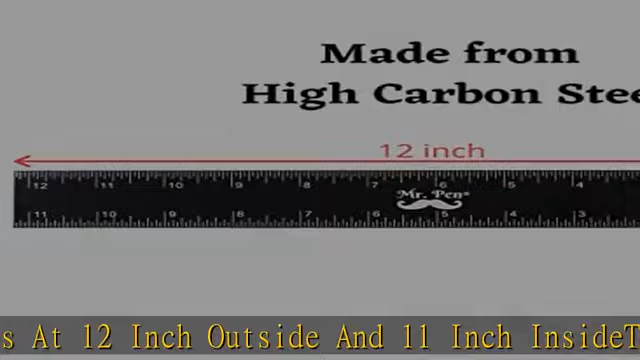 Made from
High Carbon Stee
12 inch
12 11 10 9 8 7 6 5 4
Mr. Pen®
11 10 9 8 7 6 5 4 3
s At 12 Inch Outside And 11 Inch InsideT